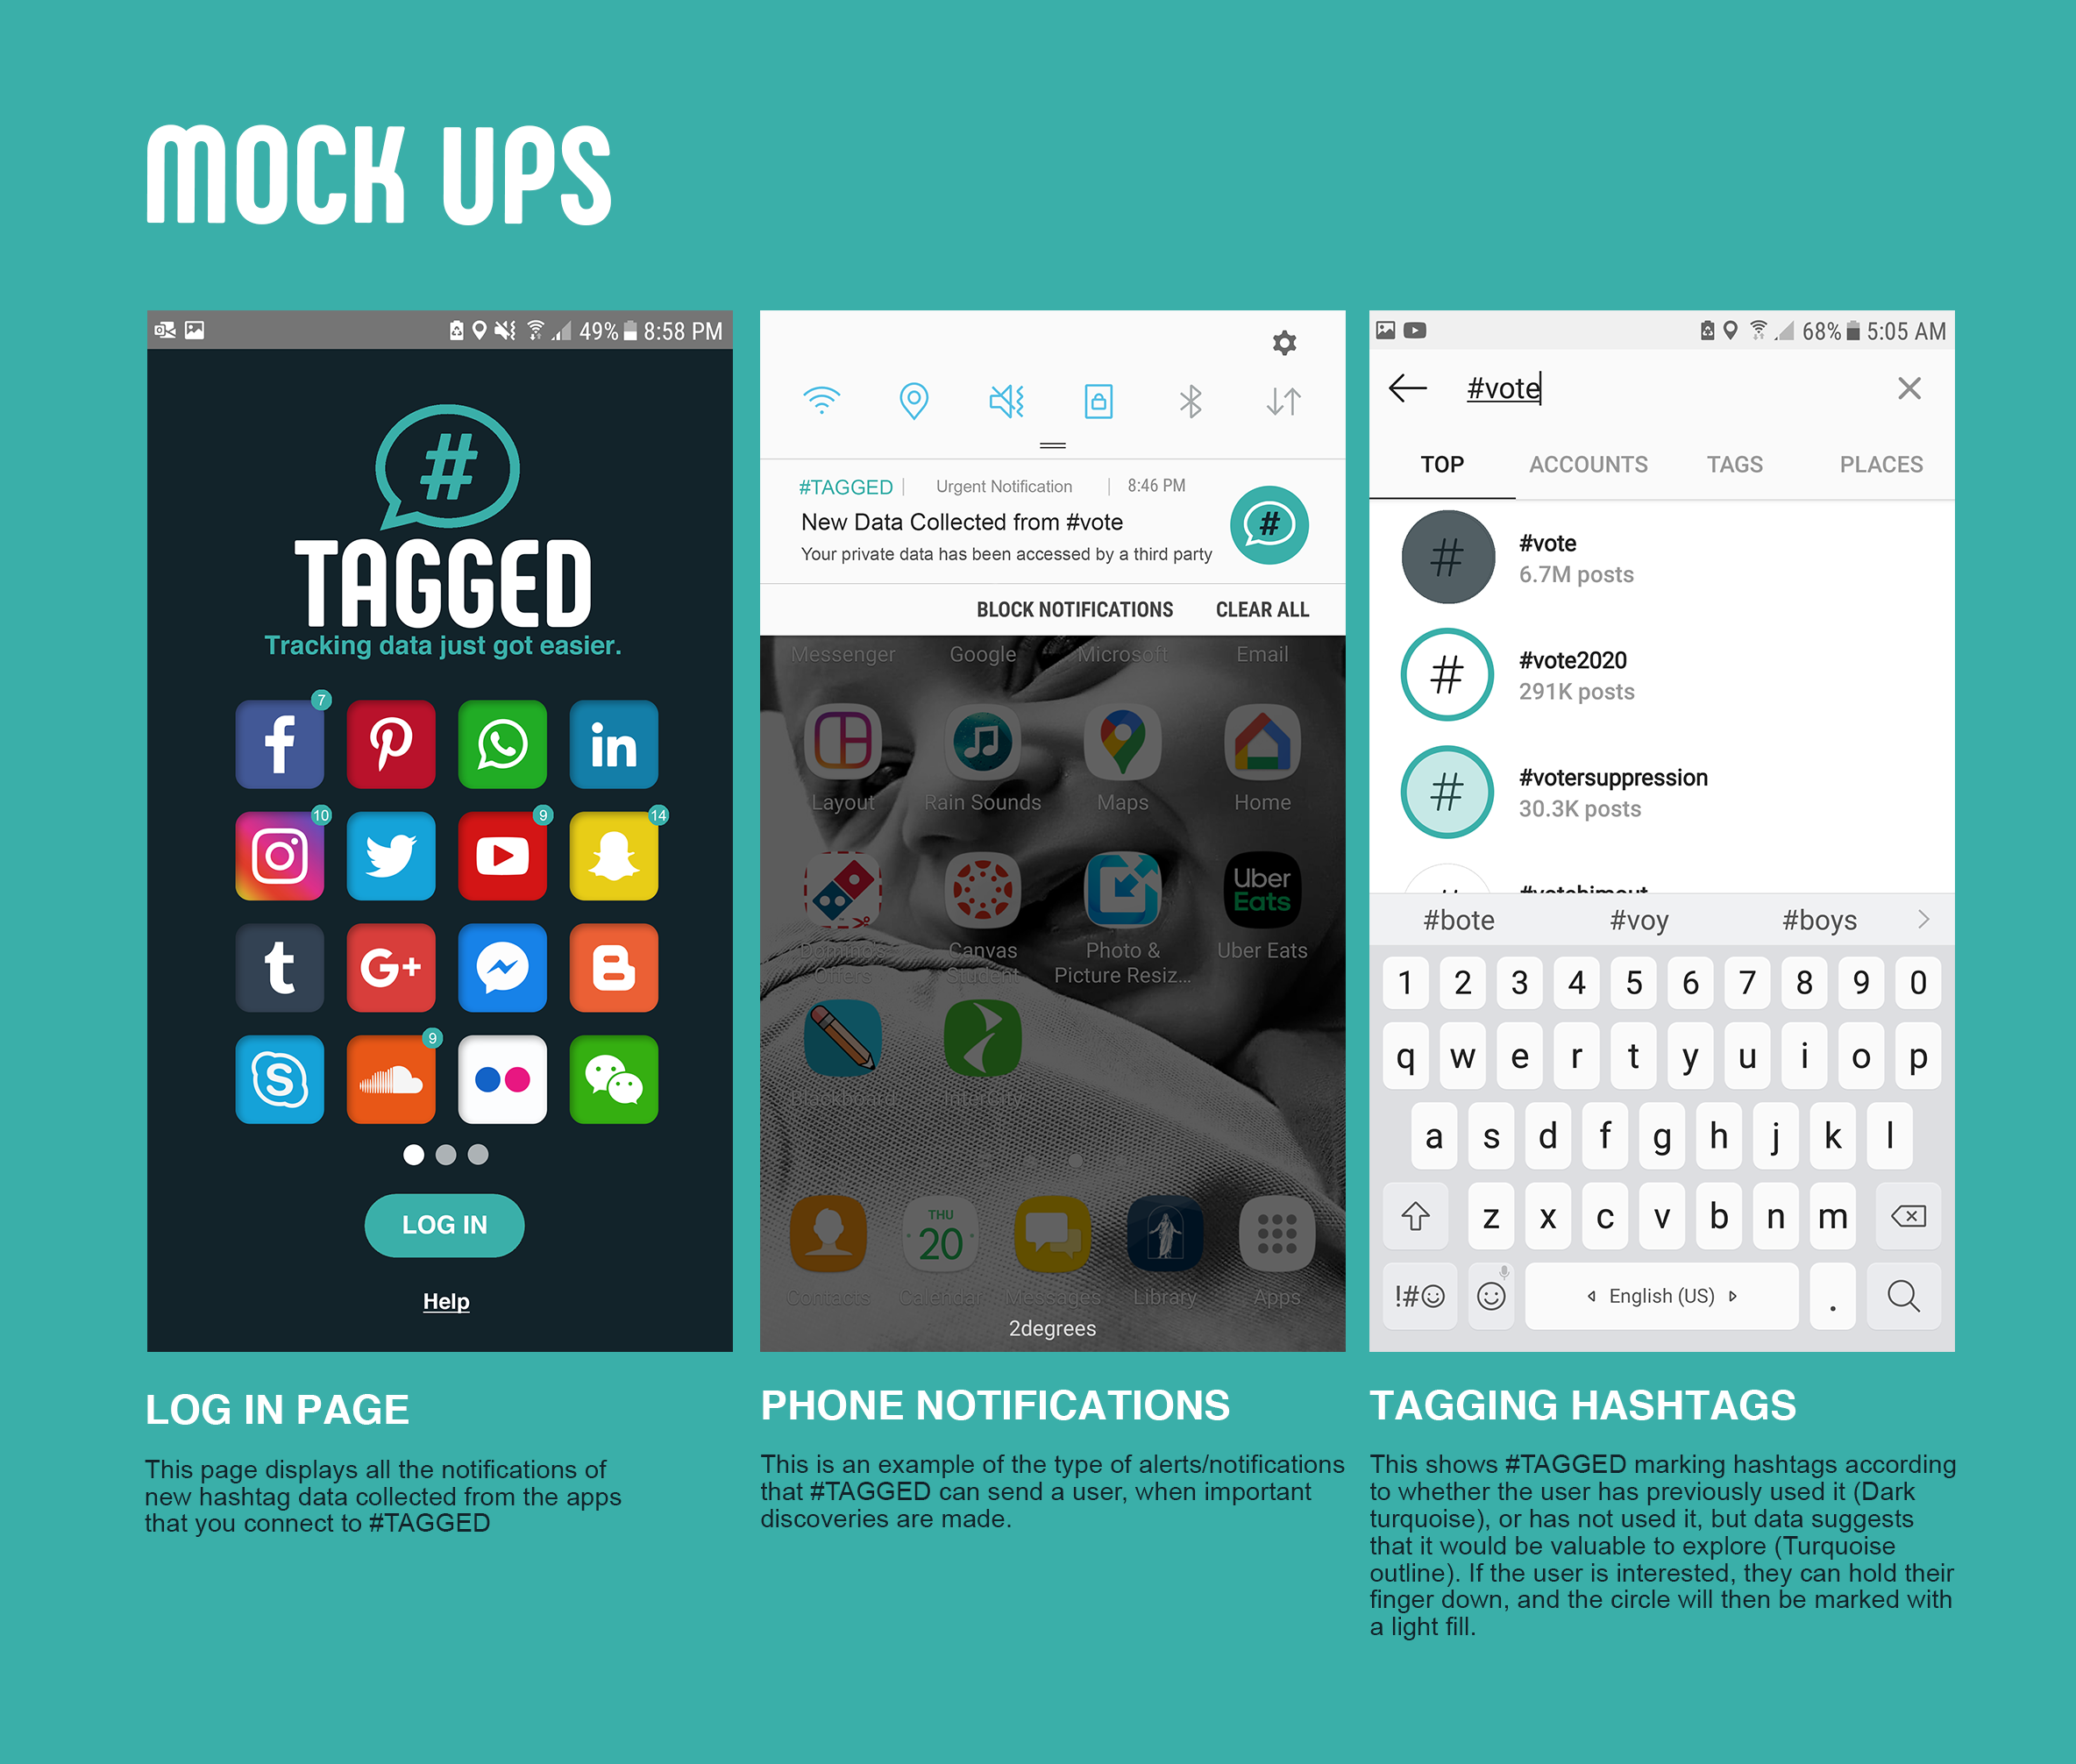 MOCK UPS
49% 8:58 PM
#
TAGGED
Tracking data just got easier.
7
f
in
10
9
14
t
G+
B
9
S
LOG IN
Help
LOG IN PAGE
This page displays all the notifications of
new hashtag data collected from the apps
that you connect to #TAGGED
#TAGGED | Urgent Notification | 8:46 PM
New Data Collected from #vote
#
Your private data has been accessed by a third party
BLOCK NOTIFICATIONS CLEAR ALL
Messenger Google Microsoft Email
Layout Rain Sounds Maps Home
Uber
Eats
Domino's Canvas Photo & Uber Eats
Offers Student Picture Resiz...
THU
20
Contacts Calendar Messages Library Apps
2degrees
PHONE NOTIFICATIONS
This is an example of the type of alerts/notifications
that #TAGGED can send a user, when important
discoveries are made.
68% 5:05 AM
#vote
TOP ACCOUNTS TAGS PLACES
# #vote
6.7M posts
# #vote2020
291K posts
# #votersuppression
30.3K posts
#bote #voy #boys
1 2 3 4 5 6 7 8 9 0
q w e r t y u i o p
a s d f g h j k l
z x c v b n m
!#☺ English (US) .
TAGGING HASHTAGS
This shows #TAGGED marking hashtags according
to whether the user has previously used it (Dark
turquoise), or has not used it, but data suggests
that it would be valuable to explore (Turquoise
outline). If the user is interested, they can hold their
finger down, and the circle will then be marked with
a light fill.